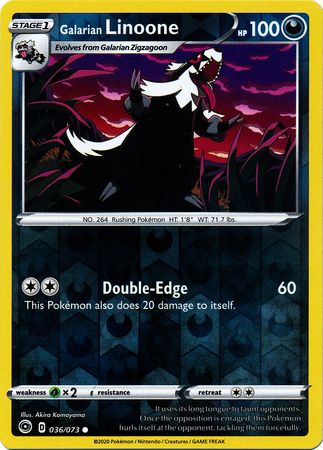 STAGE 1
Galarian Linoone
HP 100
Evolves from Galarian Zigzagoon
NO. 264 Rushing Pokémon HT: 1'8" WT: 71.7 lbs.
Double-Edge 60
This Pokémon also does 20 damage to itself.
weakness ×2 resistance retreat
Illus. Akira Komayama
D 036/073
It uses its long tongue to taunt opponents.
Once the opposition is enraged, this Pokémon
hurls itself at the opponent, tackling them forcefully.
©2020 Pokémon / Nintendo / Creatures / GAME FREAK